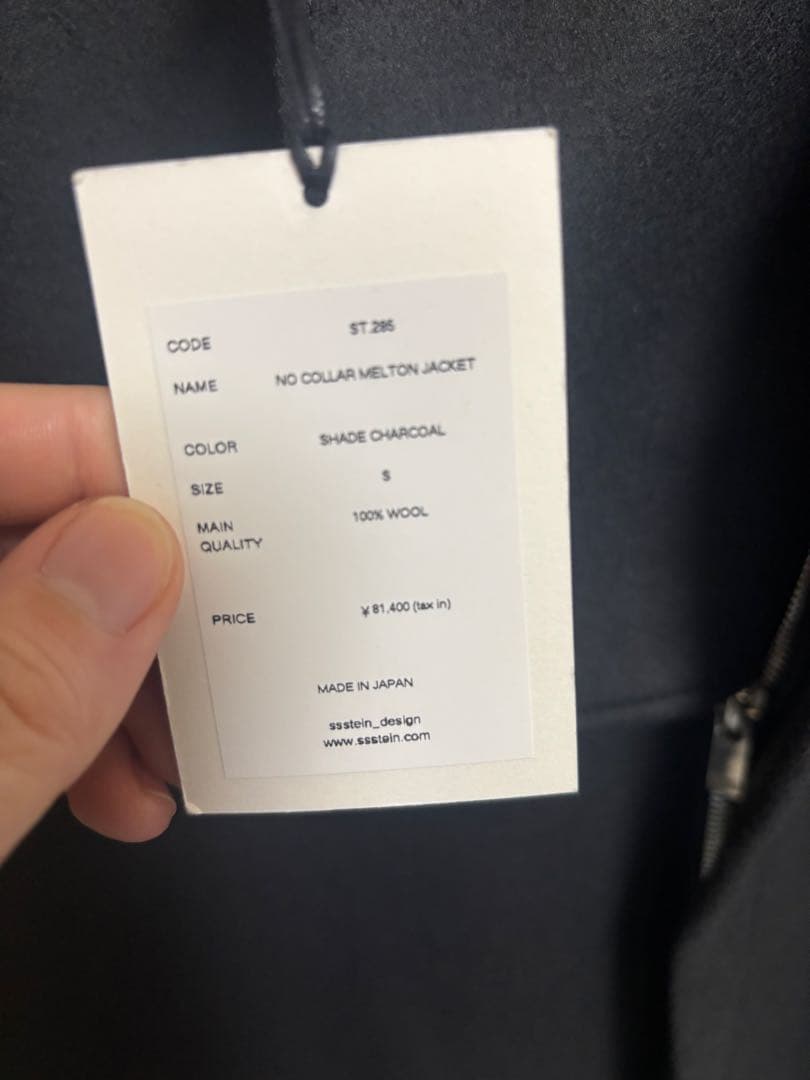 CODE ST.285
NAME NO COLLAR MELTON JACKET
COLOR SHADE CHARCOAL
SIZE S
MAIN QUALITY 100% WOOL
PRICE ¥81,400 (tax in)
MADE IN JAPAN
ssstein_design
www.ssstein.com